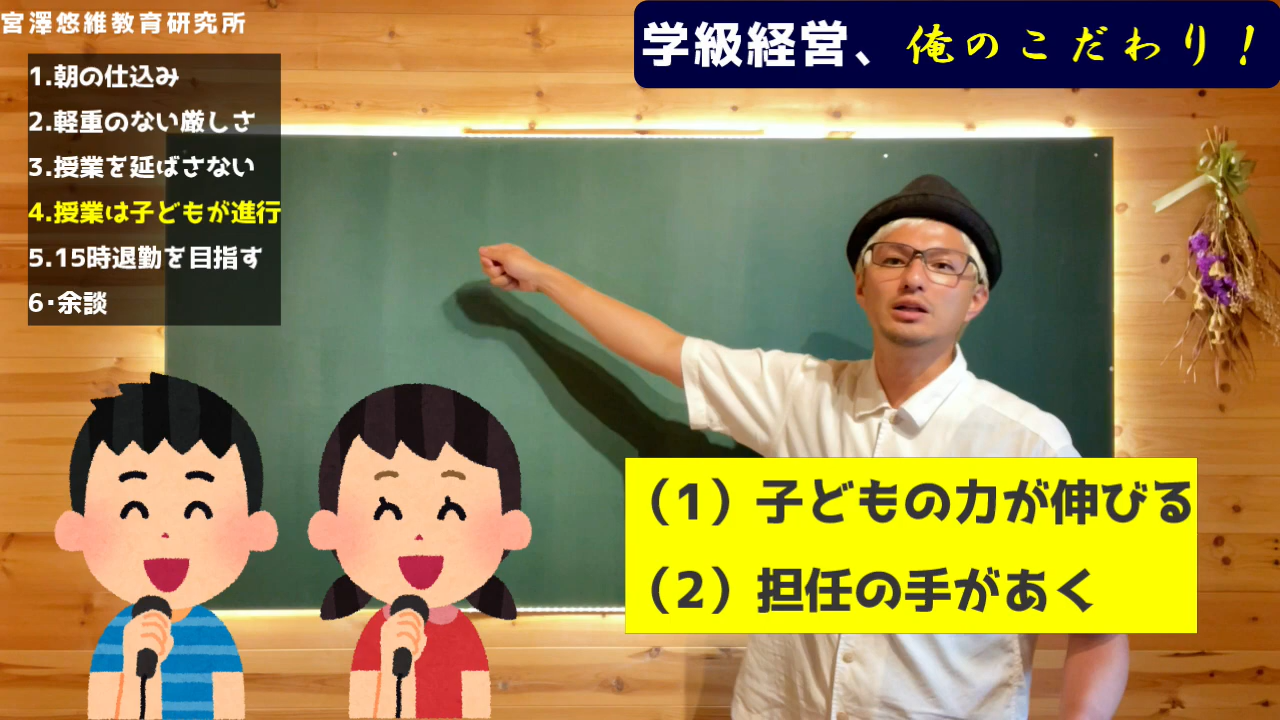 宮澤悠維教育研究所
学級経営、俺のこだわり！
1.朝の仕込み
2.軽重のない厳しさ
3.授業を延ばさない
4.授業は子どもが進行
5.15時退勤を目指す
6・余談
（1）子どもの力が伸びる
（2）担任の手があく